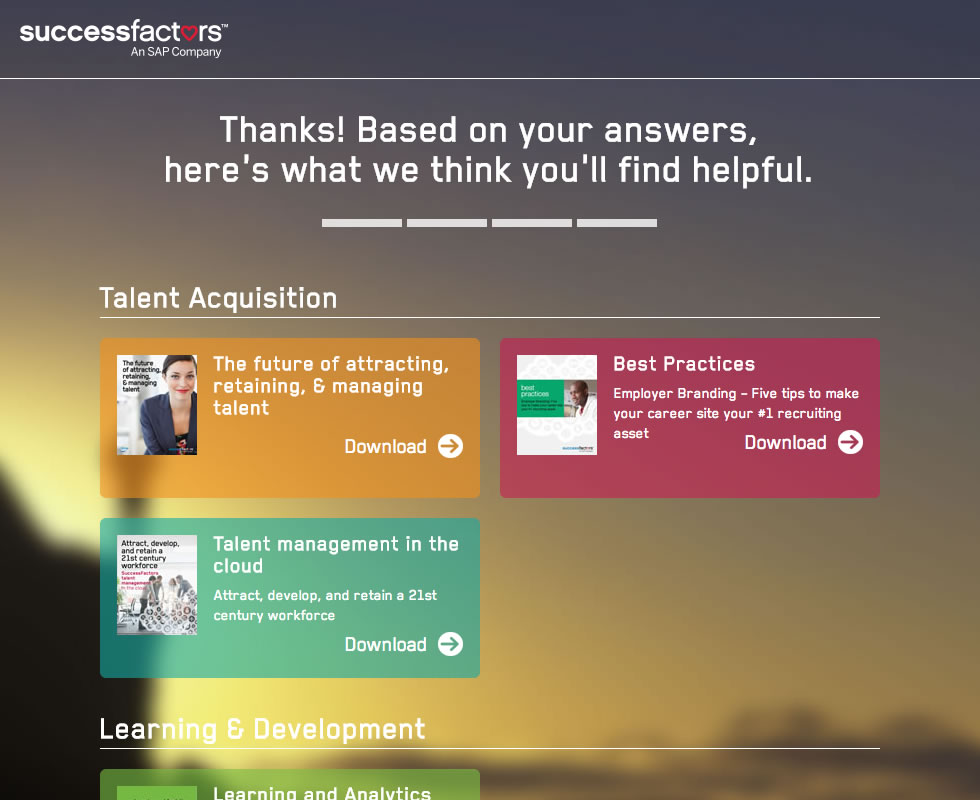 successfactors™
An SAP Company
Thanks! Based on your answers,
here's what we think you'll find helpful.
Talent Acquisition
The future
of attracting,
retaining,
& managing
talent
The future of attracting,
retaining, & managing
talent
Download
best
practices
Best Practices
Employer Branding – Five tips to make
your career site your #1 recruiting
asset
Download
Attract, develop,
and retain a
21st century
workforce
SuccessFactors
talent
management
in the cloud
Talent management in the
cloud
Attract, develop, and retain a 21st
century workforce
Download
Learning & Development
Learning and Analytics